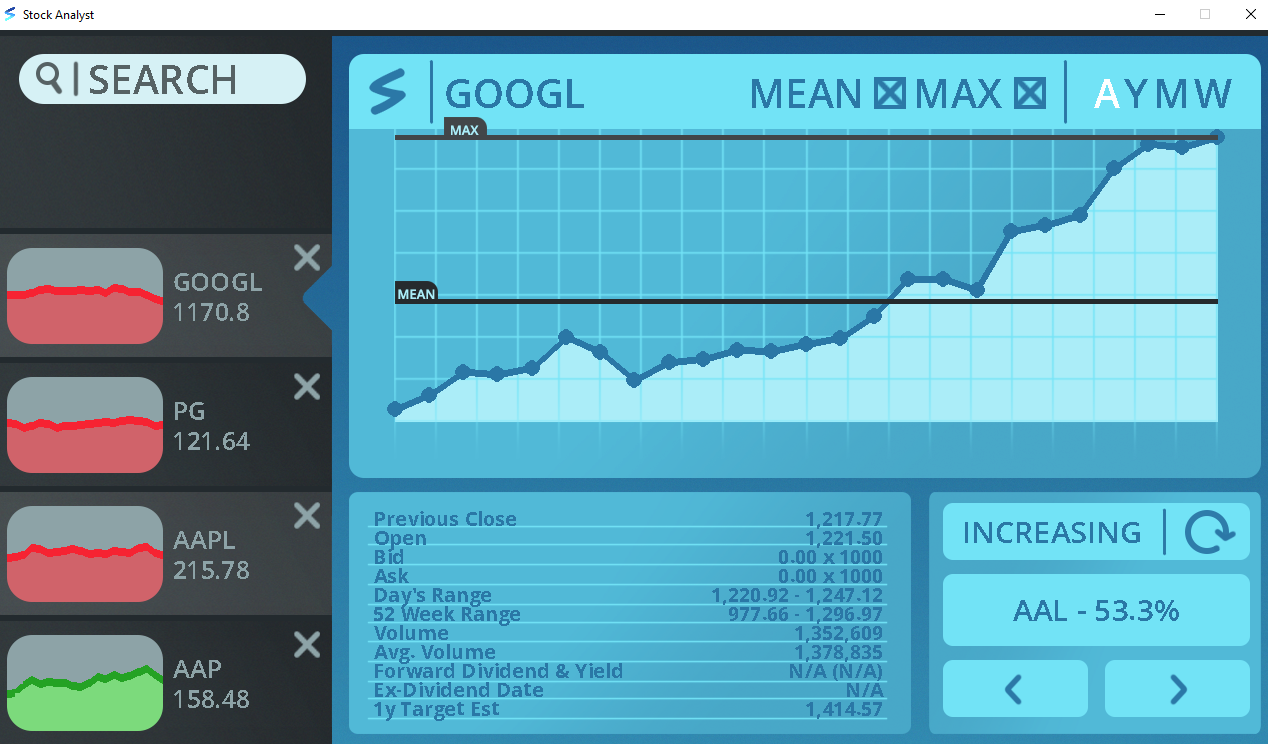 Stock Analyst
SEARCH
GOOGL
1170.8
PG
121.64
AAPL
215.78
AAP
158.48
GOOGL MEAN MAX A Y M W
MAX
MEAN
Previous Close 1,217.77
Open 1,221.50
Bid 0.00 x 1000
Ask 0.00 x 1000
Day's Range 1,220.92 - 1,247.12
52 Week Range 977.66 - 1,296.97
Volume 1,352,609
Avg. Volume 1,378,835
Forward Dividend & Yield N/A (N/A)
Ex-Dividend Date N/A
1y Target Est 1,414.57
INCREASING
AAL - 53.3%